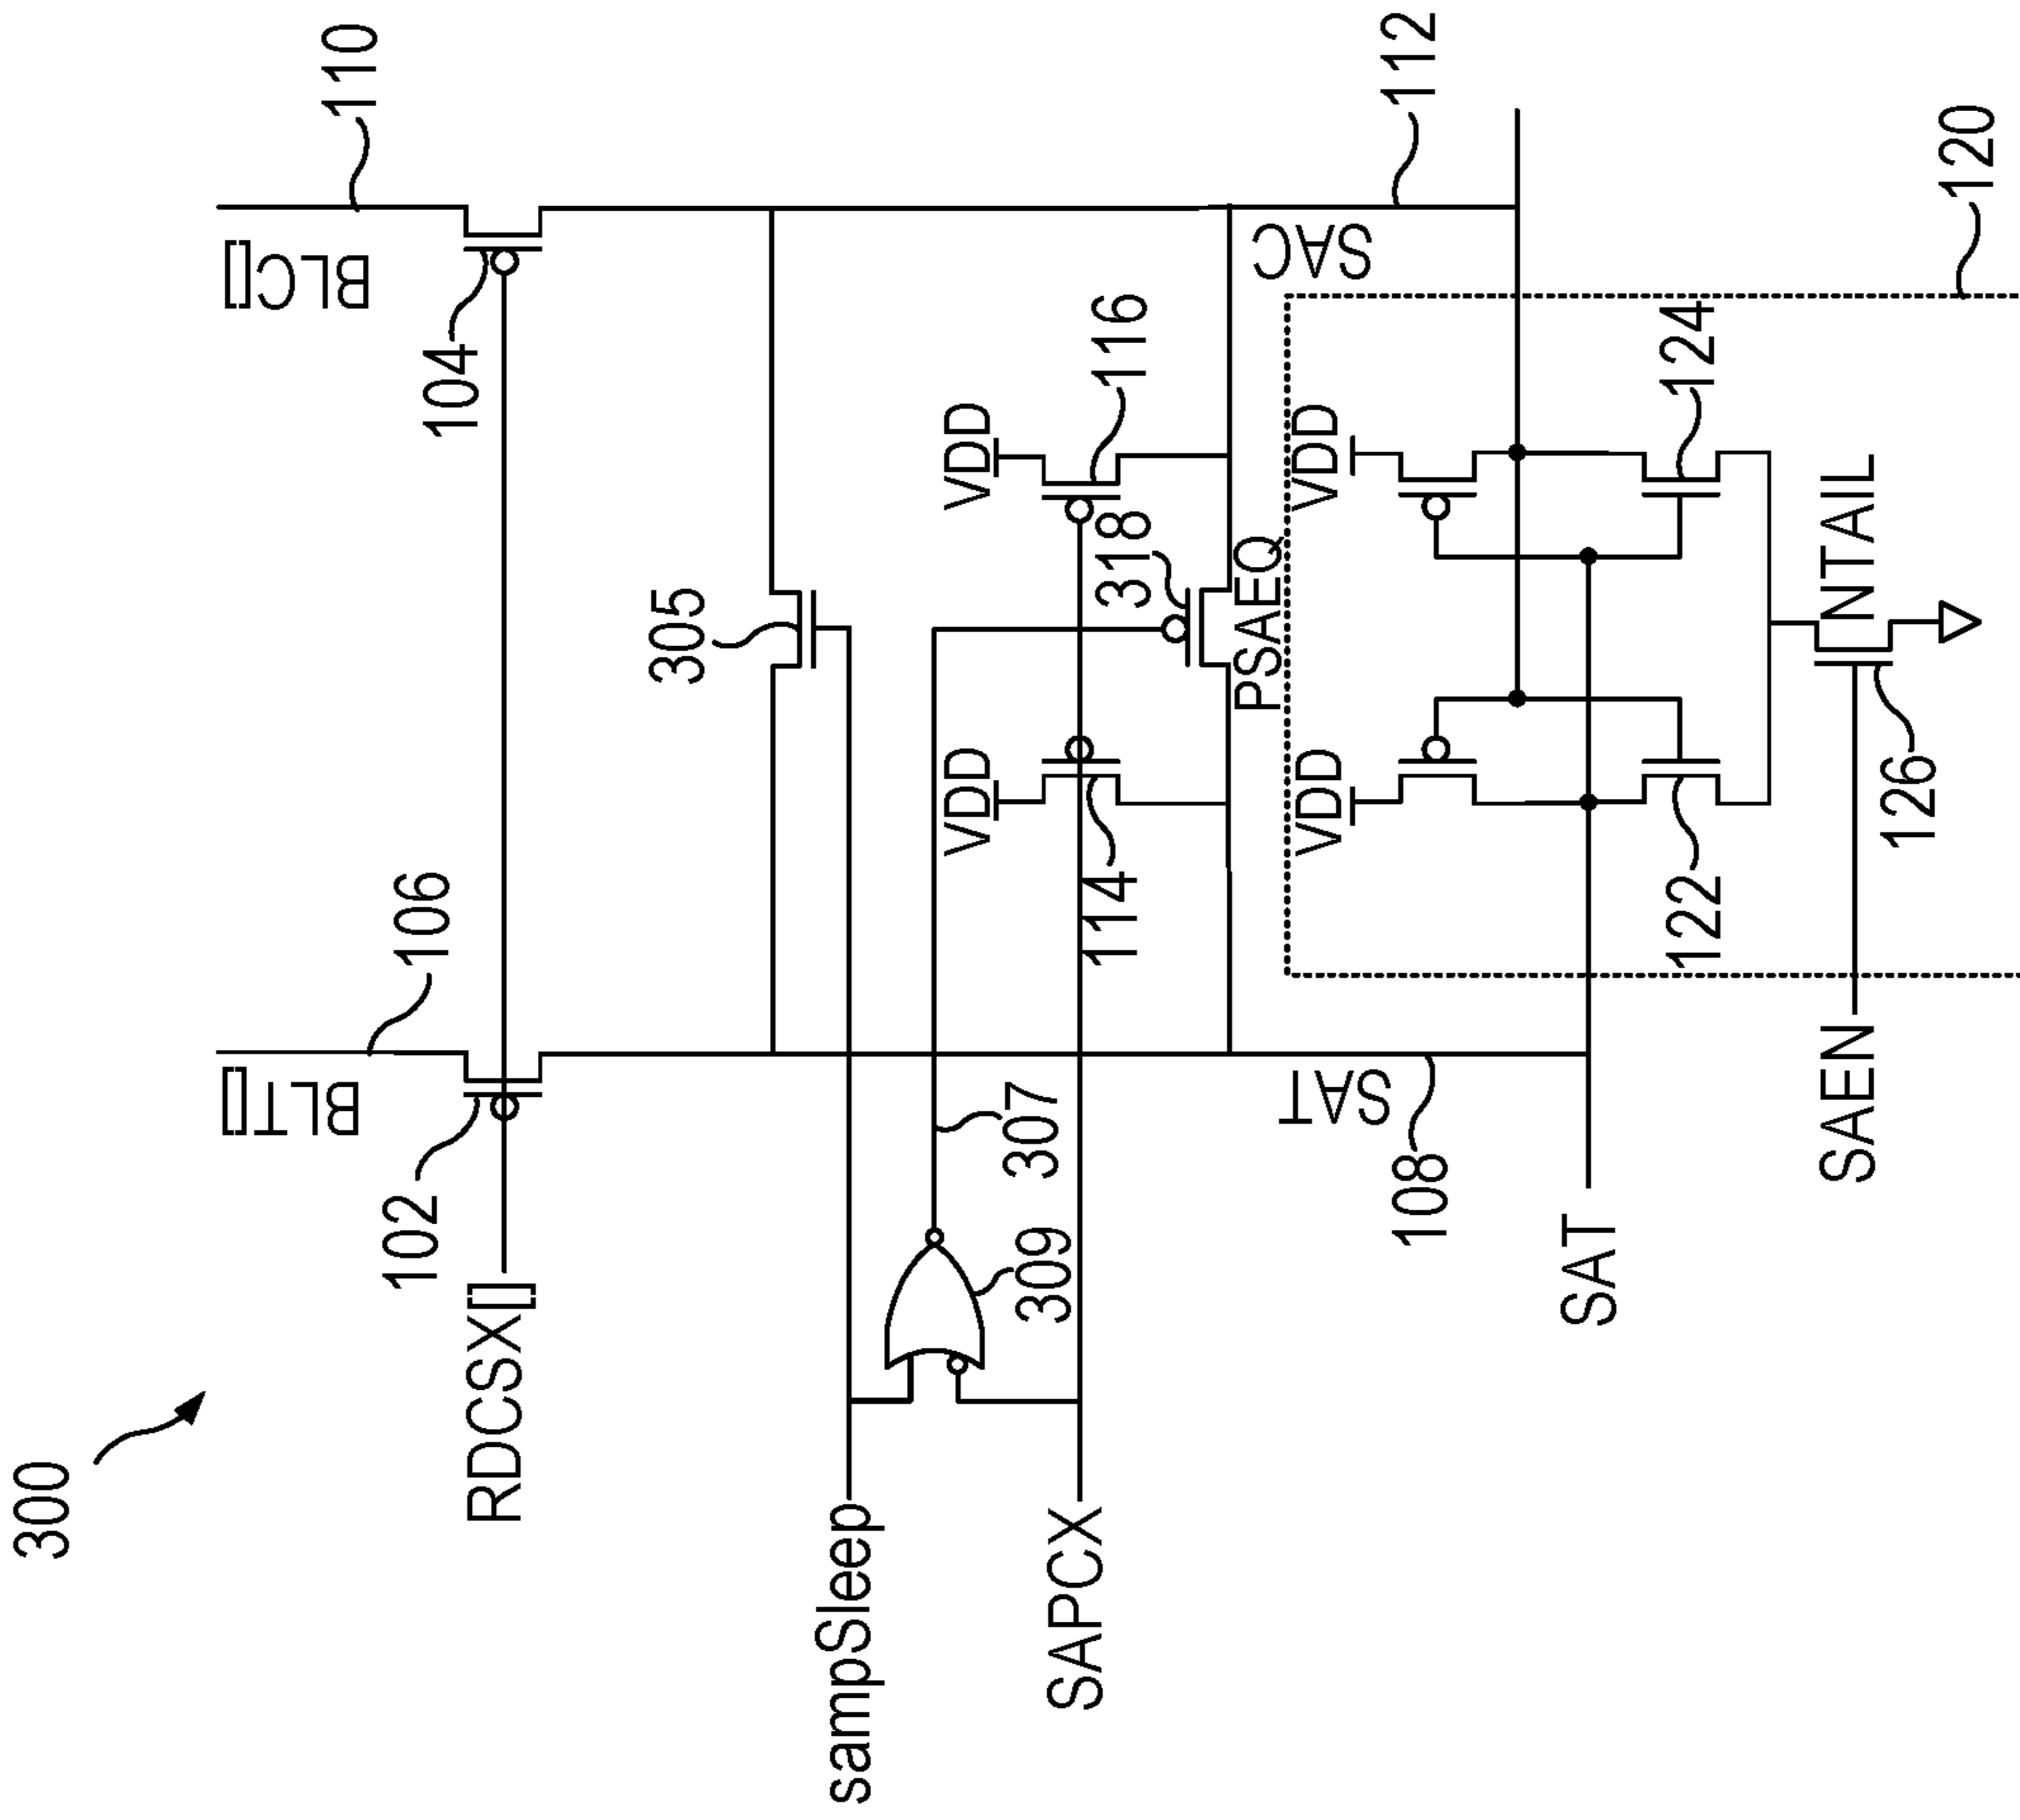 300
110
BLC[]
104
106
BLT[]
102
RDCSX[]
112
SAC
305
VDD
116
318
VDD
114
PSAEQ
307
309
sampSleep
SAPCX
120
VDD
124
VDD
122
NTAIL
126
SAT
108
SAT
SAEN